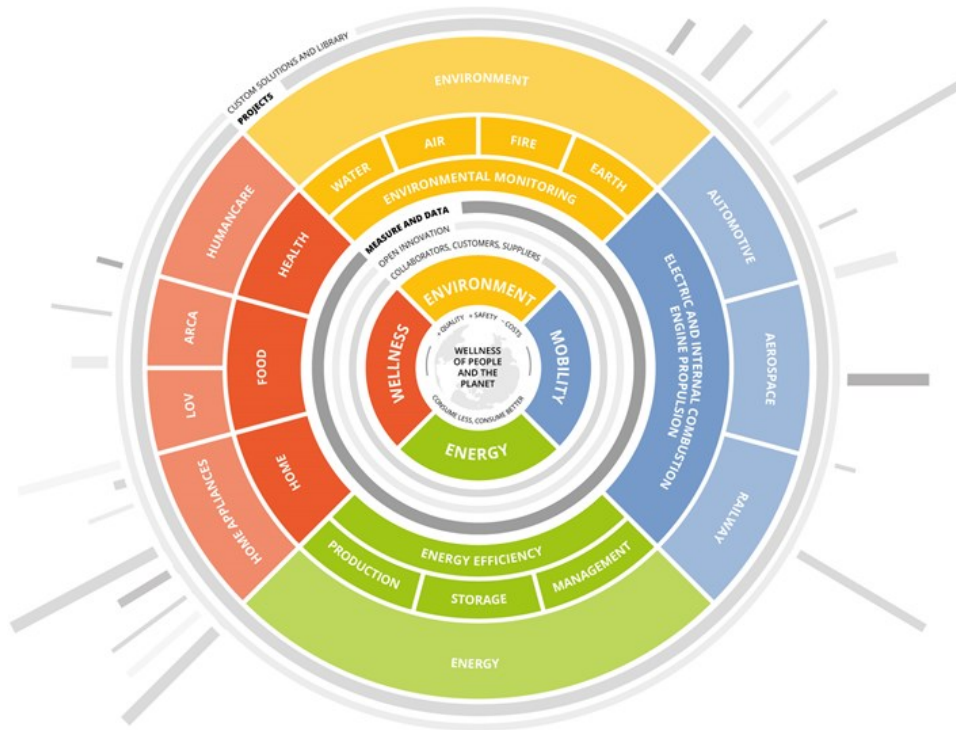 CUSTOM SOLUTIONS AND LIBRARY
PROJECTS
ENVIRONMENT
WATER
AIR
FIRE
EARTH
ENVIRONMENTAL MONITORING
MEASURE AND DATA
OPEN INNOVATION
COLLABORATORS, CUSTOMERS, SUPPLIERS
HUMANCARE
ARCA
LOV
HOME APPLIANCES
HEALTH
FOOD
HOME
ENVIRONMENT
WELLNESS
MOBILITY
ENERGY
+ QUALITY + SAFETY - COSTS
WELLNESS
OF PEOPLE
AND THE
PLANET
CONSUME LESS, CONSUME BETTER
ELECTRIC AND INTERNAL COMBUSTION
ENGINE PROPULSION
AUTOMOTIVE
AEROSPACE
RAILWAY
ENERGY EFFICIENCY
PRODUCTION
STORAGE
MANAGEMENT
ENERGY